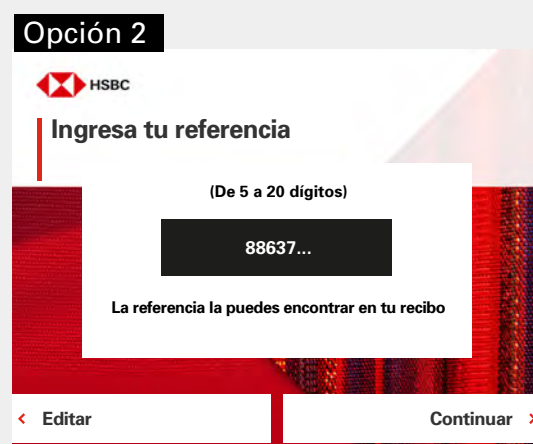 Opción 2
HSBC
Ingresa tu referencia
(De 5 a 20 dígitos)
88637...
La referencia la puedes encontrar en tu recibo
Editar
Continuar